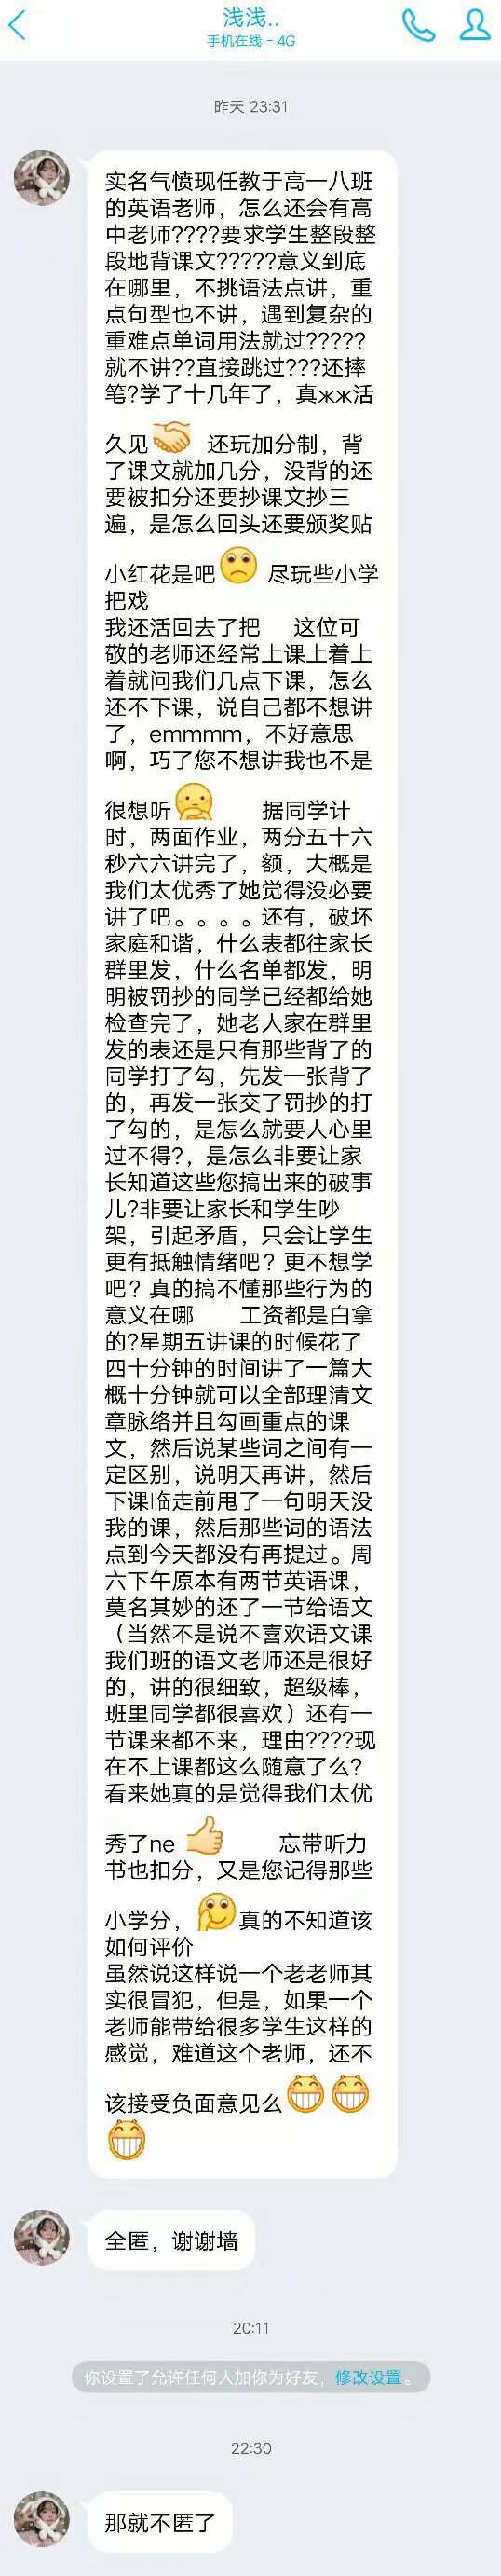 浅浅..
手机在线 - 4G
昨天 23:31
实名气愤现任教于高一八班
的英语老师，怎么还会有高
中老师????要求学生整段整
段地背课文?????意义到底
在哪里，不挑语法点讲，重
点句型也不讲，遇到复杂的
重难点单词用法就过?????
就不讲??直接跳过???还摔
笔?学了十几年了，真жж活
久见🤝 还玩加分制，背
了课文就加几分，没背的还
要被扣分还要抄课文抄三
遍，是怎么回头还要颁奖贴
小红花是吧🙁 尽玩些小学
把戏
我还活回去了把 这位可
敬的老师还经常上课上着上
着就问我们几点下课，怎么
还不下课，说自己都不想讲
了，emmmm，不好意思
啊，巧了您不想讲我也不是
很想听🤔 据同学计
时，两面作业，两分五十六
秒六六讲完了，额，大概是
我们太优秀了她觉得没必要
讲了吧。。。。还有，破坏
家庭和谐，什么表都往家长
群里发，什么名单都发，明
明被罚抄的同学已经都给她
检查完了，她老人家在群里
发的表还是只有那些背了的
同学打了勾，先发一张背了
的，再发一张交了罚抄的打
了勾的，是怎么就要人心里
过不得?，是怎么非要让家
长知道这些您搞出来的破事
儿?非要让家长和学生吵
架，引起矛盾，只会让学生
更有抵触情绪吧？更不想学
吧？真的搞不懂那些行为的
意义在哪 工资都是白拿
的?星期五讲课的时候花了
四十分钟的时间讲了一篇大
概十分钟就可以全部理清文
章脉络并且勾画重点的课
文，然后说某些词之间有一
定区别，说明天再讲，然后
下课临走前甩了一句明天没
我的课，然后那些词的语法
点到今天都没有再提过。周
六下午原本有两节英语课，
莫名其妙的还了一节给语文
（当然不是说不喜欢语文课
我们班的语文老师还是很好
的，讲的很细致，超级棒，
班里同学都很喜欢）还有一
节课来都不来，理由????现
在不上课都这么随意了么？
看来她真的是觉得我们太优
秀了ne 👍 忘带听力
书也扣分，又是您记得那些
小学分，🤗真的不知道该
如何评价
虽然说这样说一个老老师其
实很冒犯，但是，如果一个
老师能带给很多学生这样的
感觉，难道这个老师，还不
该接受负面意见么😁😁
😁
全匿，谢谢墙
20:11
你设置了允许任何人加你为好友，修改设置。
22:30
那就不匿了